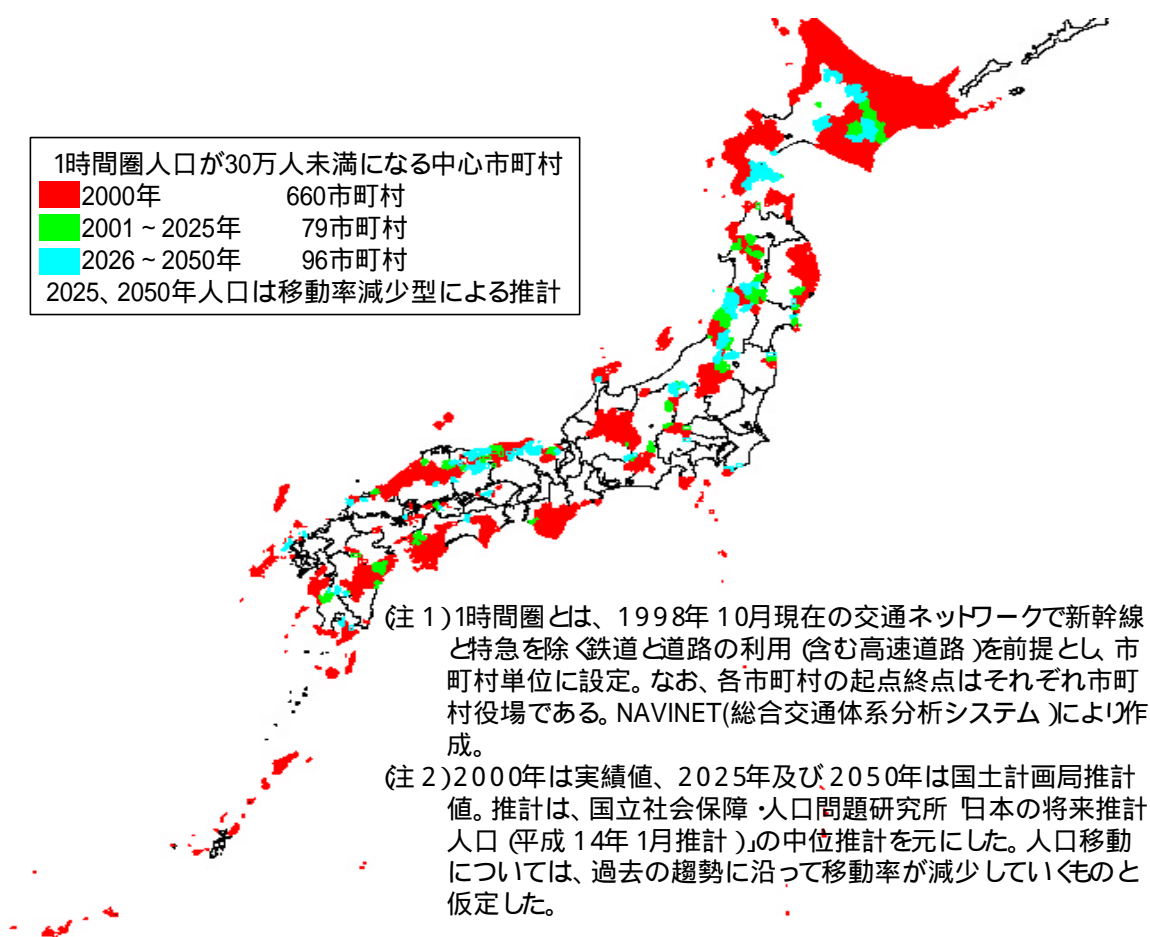 1時間圏人口が30万人未満になる中心市町村
2000年 660市町村
2001～2025年 79市町村
2026～2050年 96市町村
2025、2050年人口は移動率減少型による推計
(注1)1時間圏とは、1998年10月現在の交通ネットワークで新幹線
と特急を除く鉄道と道路の利用(含む高速道路)を前提とし、市
町村単位に設定。なお、各市町村の起点終点はそれぞれ市町
村役場である。NAVINET(総合交通体系分析システム)により作
成。
(注2)2000年は実績値、2025年及び2050年は国土計画局推計
値。推計は、国立社会保障・人口問題研究所「日本の将来推計
人口(平成14年1月推計)」の中位推計を元にした。人口移動
については、過去の趨勢に沿って移動率が減少していくものと
仮定した。